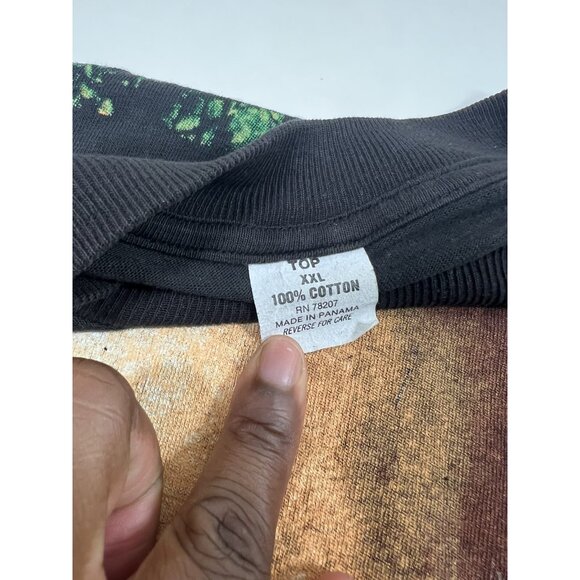 TOP
XXL
100% COTTON
RN 78207
MADE IN PANAMA
REVERSE FOR CARE